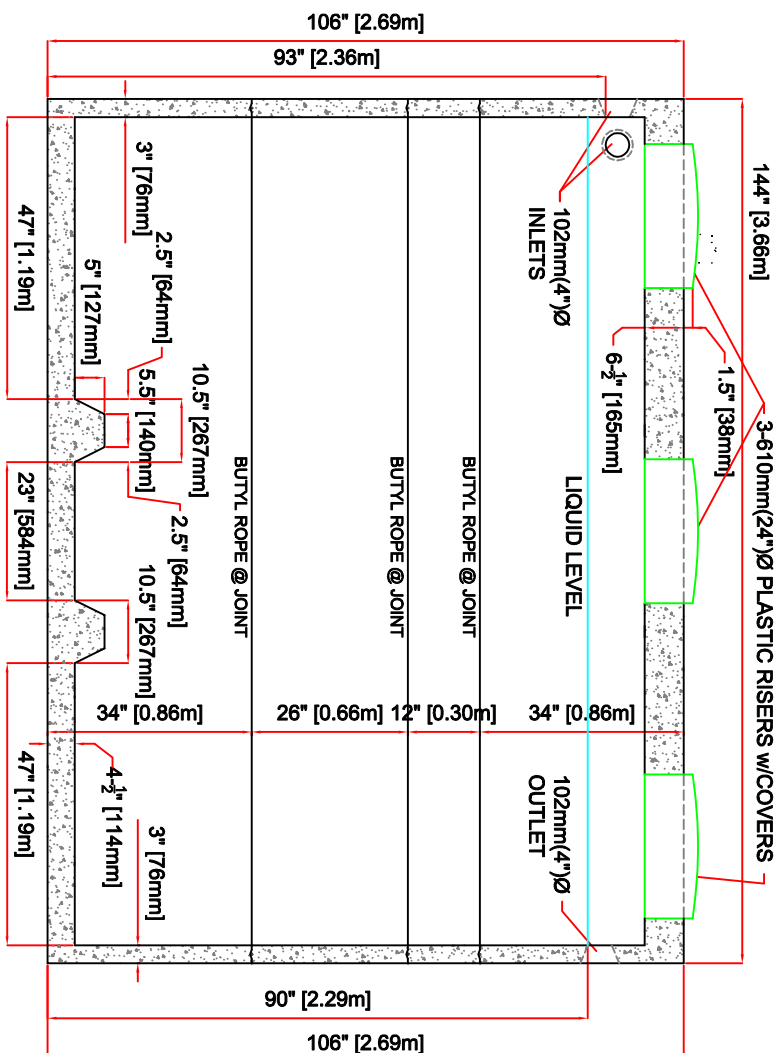 144" [3.66m]
3-610mm(24")Ø PLASTIC RISERS w/COVERS
1.5" [38mm]
6-1/2" [165mm]
106" [2.69m]
93" [2.36m]
102mm(4")Ø
INLETS
LIQUID LEVEL
102mm(4")Ø
OUTLET
34" [0.86m]
BUTYL ROPE @ JOINT
12" [0.30m]
BUTYL ROPE @ JOINT
26" [0.66m]
BUTYL ROPE @ JOINT
34" [0.86m]
90" [2.29m]
106" [2.69m]
3" [76mm]
2.5" [64mm]
10.5" [267mm]
5.5" [140mm]
5" [127mm]
2.5" [64mm]
10.5" [267mm]
4-1/2" [114mm]
3" [76mm]
47" [1.19m]
23" [584mm]
47" [1.19m]